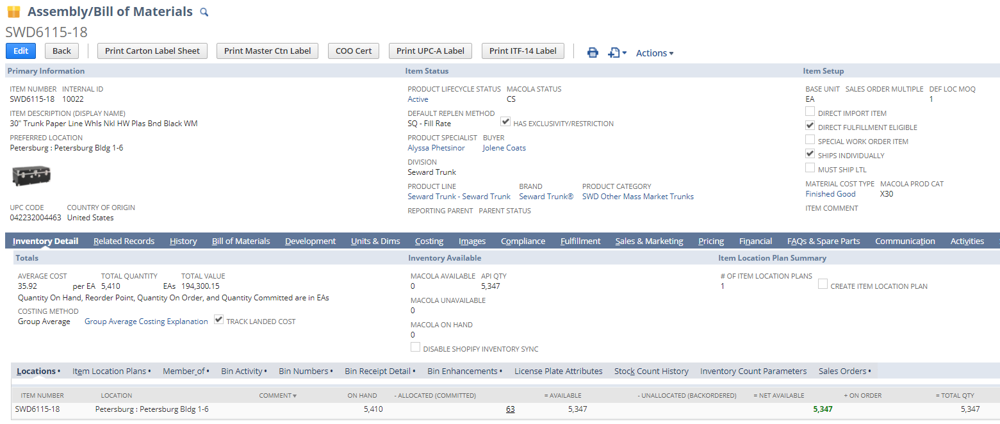 Assembly/Bill of Materials
SWD6115-18
Edit Back Print Carton Label Sheet Print Master Ctn Label COO Cert Print UPC-A Label Print ITF-14 Label Actions
Primary Information
ITEM NUMBER INTERNAL ID
SWD6115-18 10022
ITEM DESCRIPTION (DISPLAY NAME)
30" Trunk Paper Line Whls Nkl HW Plas Bnd Black WM
PREFERRED LOCATION
Petersburg : Petersburg Bldg 1-6
UPC CODE COUNTRY OF ORIGIN
042232004463 United States
Item Status
PRODUCT LIFECYCLE STATUS MACOLA STATUS
Active CS
DEFAULT REPLEN METHOD
SQ - Fill Rate HAS EXCLUSIVITY/RESTRICTION
PRODUCT SPECIALIST BUYER
Alyssa Phetsinor Jolene Coats
DIVISION
Seward Trunk
PRODUCT LINE BRAND PRODUCT CATEGORY
Seward Trunk - Seward Trunk Seward Trunk® SWD Other Mass Market Trunks
REPORTING PARENT PARENT STATUS
Item Setup
BASE UNIT SALES ORDER MULTIPLE DEF LOC MOQ
EA 1
DIRECT IMPORT ITEM
DIRECT FULFILLMENT ELIGIBLE
SPECIAL WORK ORDER ITEM
SHIPS INDIVIDUALLY
MUST SHIP LTL
MATERIAL COST TYPE MACOLA PROD CAT
Finished Good X30
ITEM COMMENT
Inventory Detail Related Records History Bill of Materials Development Units & Dims Costing Images Compliance Fulfillment Sales & Marketing Pricing Financial FAQs & Spare Parts Communication Activities
Totals
AVERAGE COST TOTAL QUANTITY TOTAL VALUE
35.92 per EA 5,410 EAs 194,300.15
Quantity On Hand, Reorder Point, Quantity On Order, and Quantity Committed are in EAs
COSTING METHOD
Group Average Group Average Costing Explanation TRACK LANDED COST
Inventory Available
MACOLA AVAILABLE API QTY
0 5,347
MACOLA UNAVAILABLE
0
MACOLA ON HAND
0
DISABLE SHOPIFY INVENTORY SYNC
Item Location Plan Summary
# OF ITEM LOCATION PLANS
1 CREATE ITEM LOCATION PLAN
Locations • Item Location Plans • Member of • Bin Activity • Bin Numbers • Bin Receipt Detail • Bin Enhancements • License Plate Attributes Stock Count History Inventory Count Parameters Sales Orders •
ITEM NUMBER LOCATION COMMENT ON HAND - ALLOCATED (COMMITTED) = AVAILABLE - UNALLOCATED (BACKORDERED) = NET AVAILABLE + ON ORDER = TOTAL QTY
SWD6115-18 Petersburg : Petersburg Bldg 1-6 5,410 63 5,347 5,347 5,347